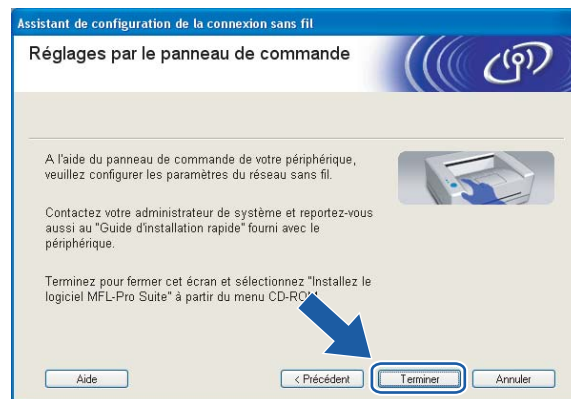 Assistant de configuration de la connexion sans fil
Réglages par le panneau de commande
A l'aide du panneau de commande de votre périphérique,
veuillez configurer les paramètres du réseau sans fil.
Contactez votre administrateur de système et reportez-vous
aussi au "Guide d'installation rapide" fourni avec le
périphérique.
Terminez pour fermer cet écran et sélectionnez "Installez le
logiciel MFL-Pro Suite" à partir du menu CD-ROM
Aide
< Précédent
Terminer
Annuler